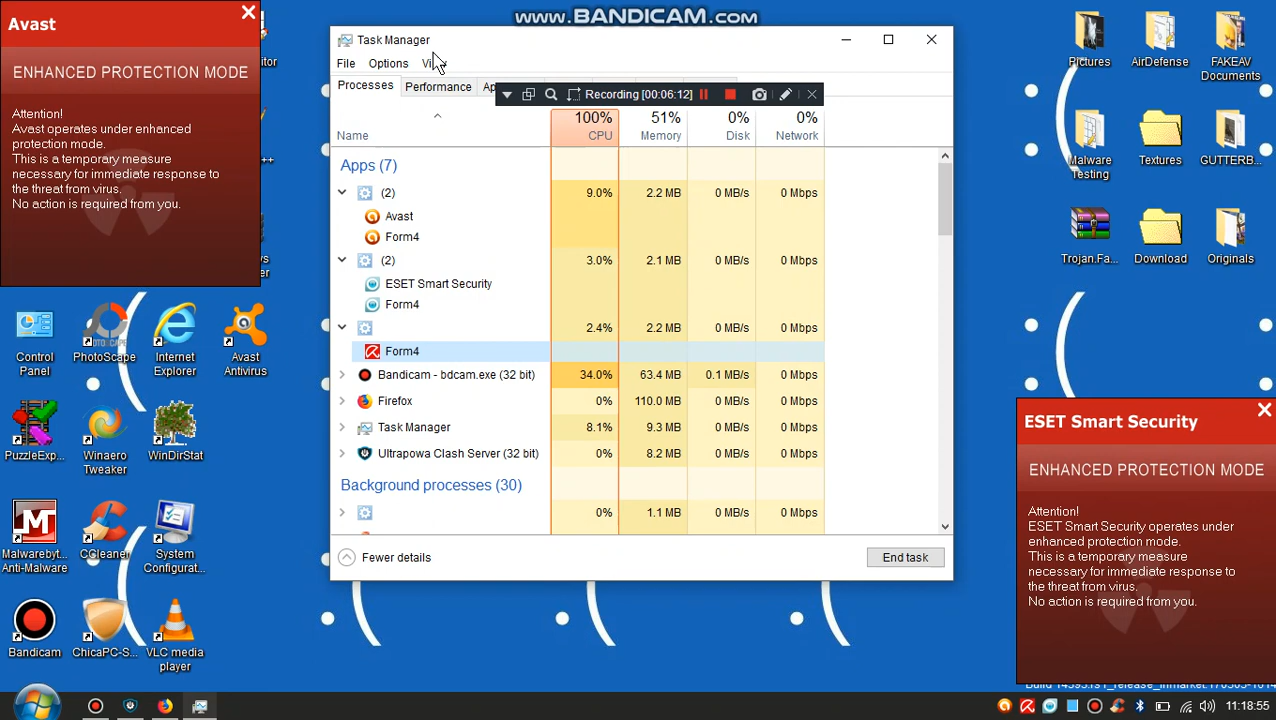 www.BANDICAM.com
Avast
ENHANCED PROTECTION MODE
Attention!
Avast operates under enhanced
protection mode.
This is a temporary measure
necessary for immediate response to
the threat from virus.
No action is required from you.
Task Manager
File Options
Processes Performance
Recording [00:06:12]
100% 51% 0% 0%
Name CPU Memory Disk Network
Apps (7)
(2) 9.0% 2.2 MB 0 MB/s 0 Mbps
Avast
Form4
(2) 3.0% 2.1 MB 0 MB/s 0 Mbps
ESET Smart Security
Form4
2.4% 2.2 MB 0 MB/s 0 Mbps
Form4
Bandicam - bdcam.exe (32 bit) 34.0% 63.4 MB 0.1 MB/s 0 Mbps
Firefox 0% 110.0 MB 0 MB/s 0 Mbps
Task Manager 8.1% 9.3 MB 0 MB/s 0 Mbps
Ultrapowa Clash Server (32 bit) 0% 8.2 MB 0 MB/s 0 Mbps
Background processes (30)
0% 1.1 MB 0 MB/s 0 Mbps
Fewer details
End task
Pictures
AirDefense
FAKEAV
Documents
Malware
Testing
Textures
GUTTERB...
Trojan.Fa...
Download
Originals
Control
Panel
PhotoScape
Internet
Explorer
Avast
Antivirus
PuzzleExp...
Winaero
Tweaker
WinDirStat
Malwarebyt...
Anti-Malware
CCleaner
System
Configurat...
Bandicam
ChicaPC-S...
VLC media
player
ESET Smart Security
ENHANCED PROTECTION MODE
Attention!
ESET Smart Security operates under
enhanced protection mode.
This is a temporary measure
necessary for immediate response to
the threat from virus.
No action is required from you.
11:18:55